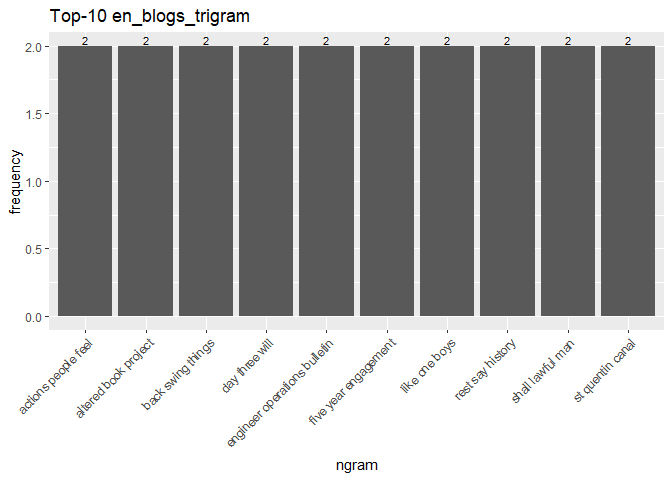 Top-10 en_blogs_trigram
2 2 2 2 2 2 2 2 2 2
2.0
1.5
1.0
0.5
0.0
frequency
actions people feel
altered book project
back swing things
day three will
engineer operations bulletin
five year engagement
like one boys
rest say history
shall lawful man
st quentin canal
ngram